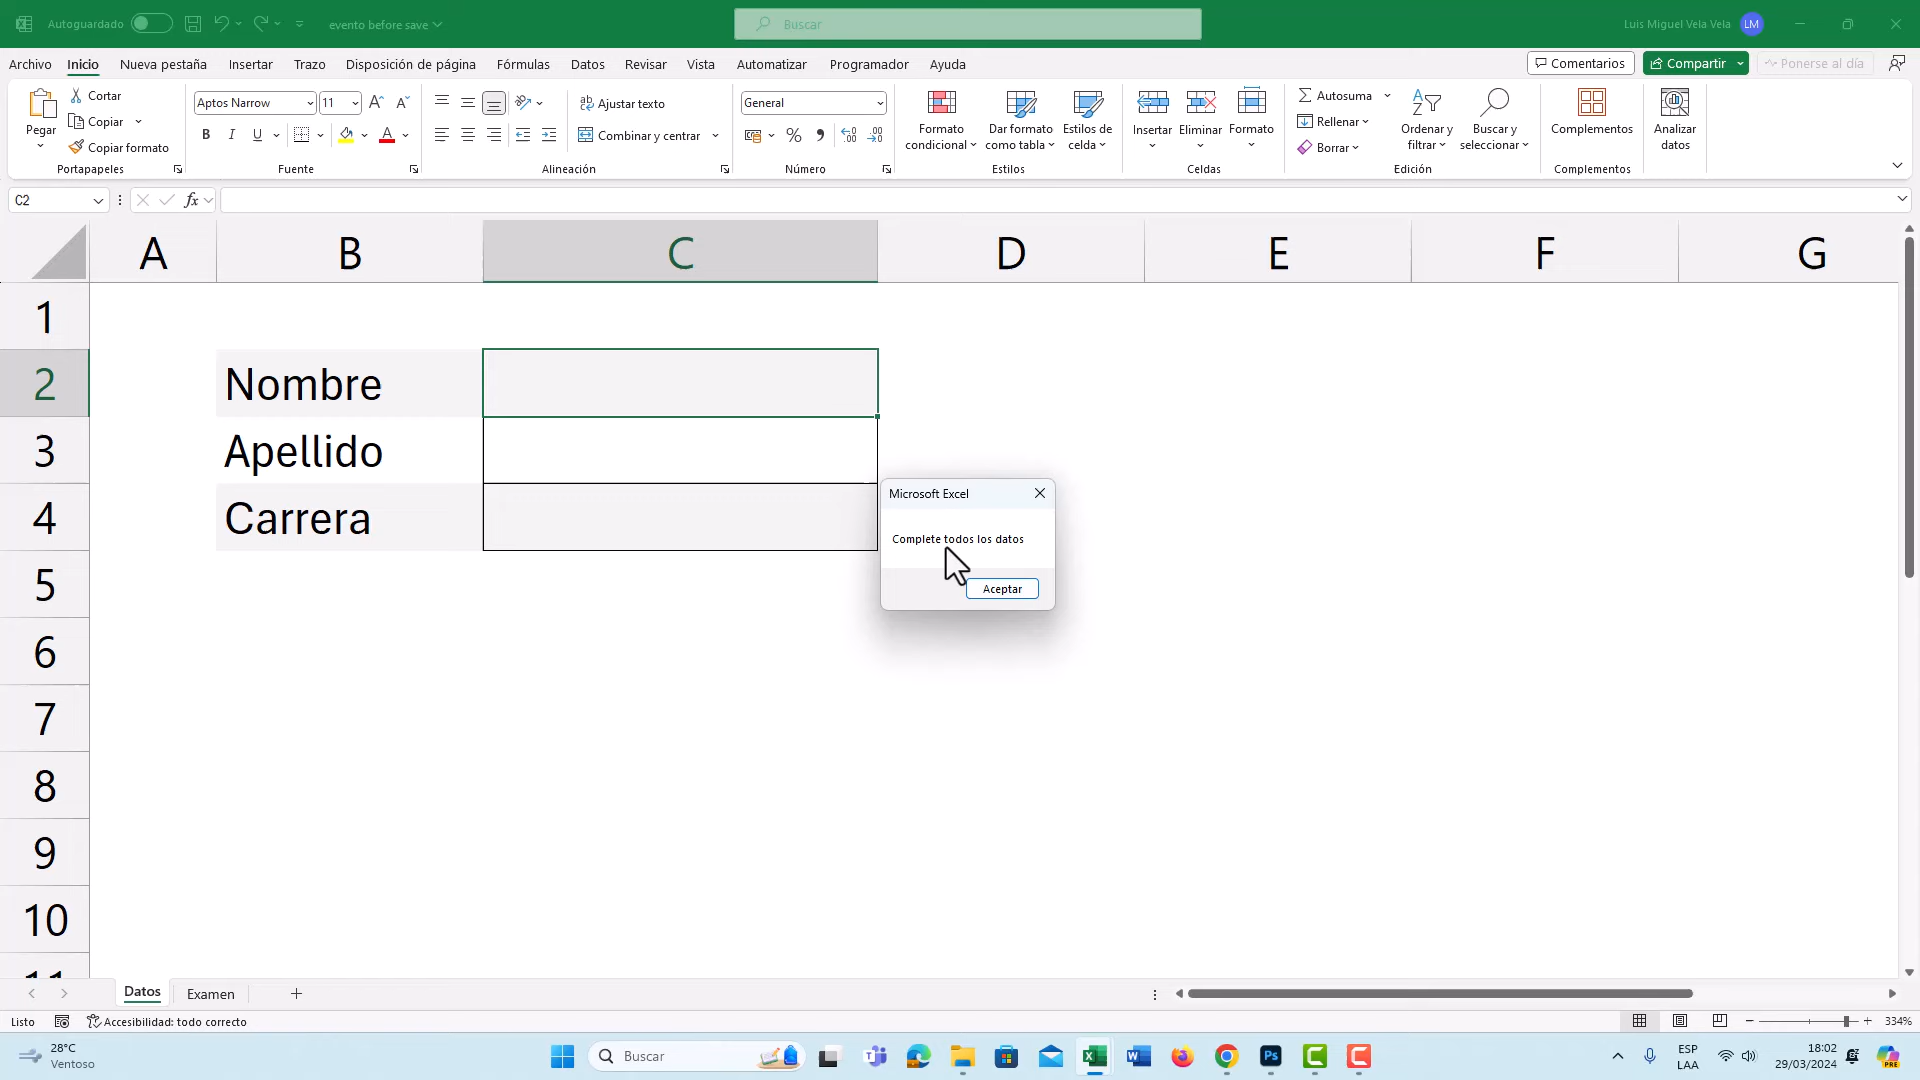 Autoguardado
evento before save
Buscar
Luis Miguel Vela Vela
LM
Archivo
Inicio
Nueva pestaña
Insertar
Trazo
Disposición de página
Fórmulas
Datos
Revisar
Vista
Automatizar
Programador
Ayuda
Comentarios
Compartir
Ponerse al día
Pegar
Cortar
Copiar
Copiar formato
Portapapeles
Aptos Narrow
11
N K S
Fuente
Ajustar texto
Combinar y centrar
Alineación
General
Número
Formato condicional
Dar formato como tabla
Estilos de celda
Estilos
Insertar
Eliminar
Formato
Celdas
Autosuma
Rellenar
Borrar
Ordenar y filtrar
Buscar y seleccionar
Edición
Complementos
Complementos
Analizar datos
C2
fx
A B C D E F G
1
2 Nombre
3 Apellido
4 Carrera
5
6
7
8
9
10
11
Microsoft Excel
Complete todos los datos
Aceptar
Datos
Examen
Listo
Accesibilidad: todo correcto
334%
28°C
Ventoso
Buscar
ESP
LAA
18:02
29/03/2024